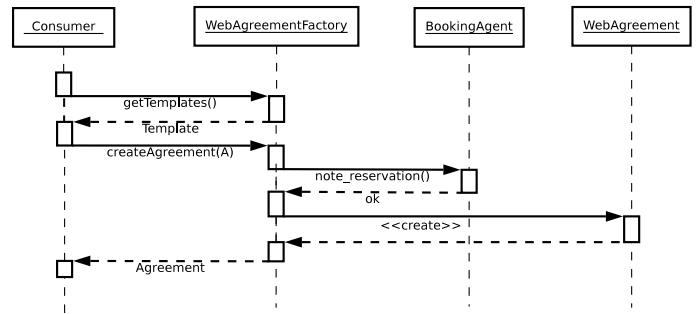 Consumer
WebAgreementFactory
BookingAgent
WebAgreement
getTemplates()
Template
createAgreement(A)
note_reservation()
ok
<<create>>
Agreement